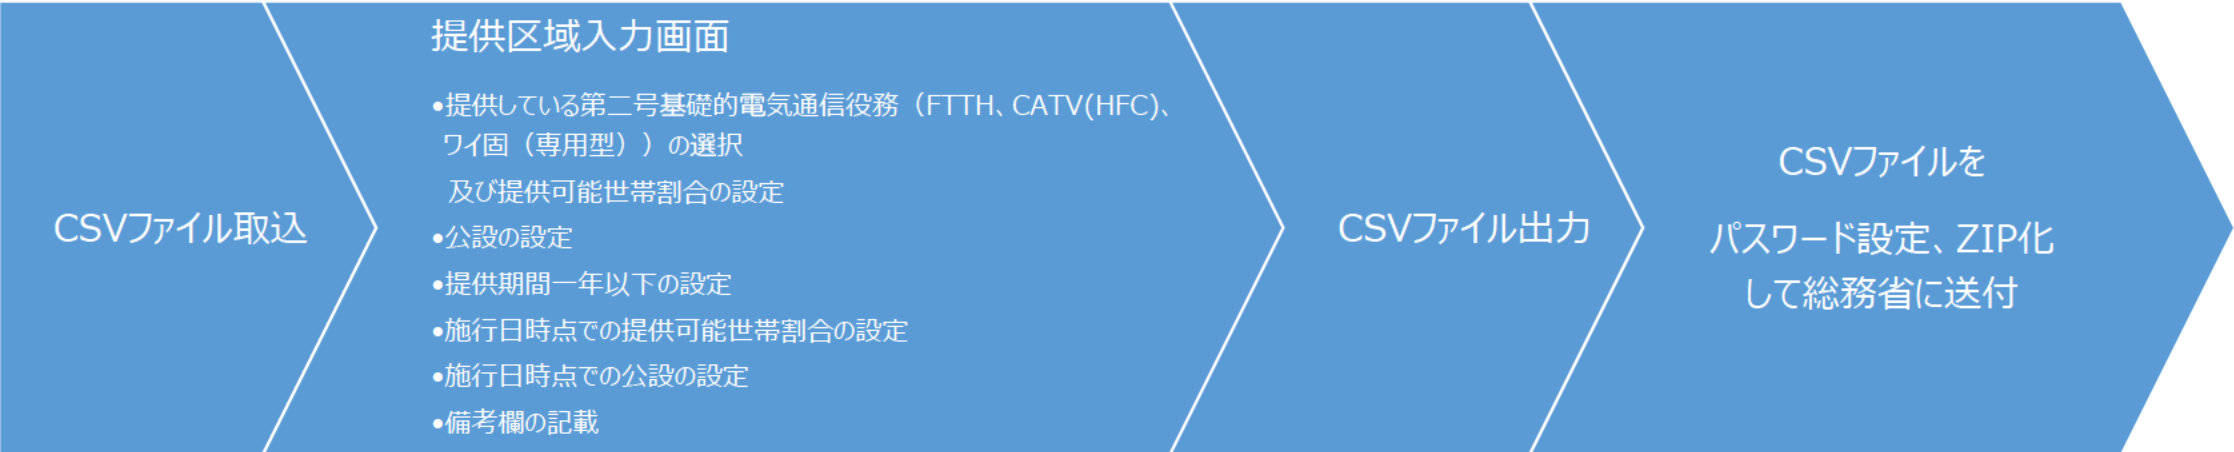 CSVファイル取込
提供区域入力画面
•提供している第二号基礎的電気通信役務（FTTH、CATV(HFC)、
ワイ固（専用型））の選択
及び提供可能世帯割合の設定
•公設の設定
•提供期間一年以下の設定
•施行日時点での提供可能世帯割合の設定
•施行日時点での公設の設定
•備考欄の記載
CSVファイル出力
CSVファイルを
パスワード設定、ZIP化
して総務省に送付